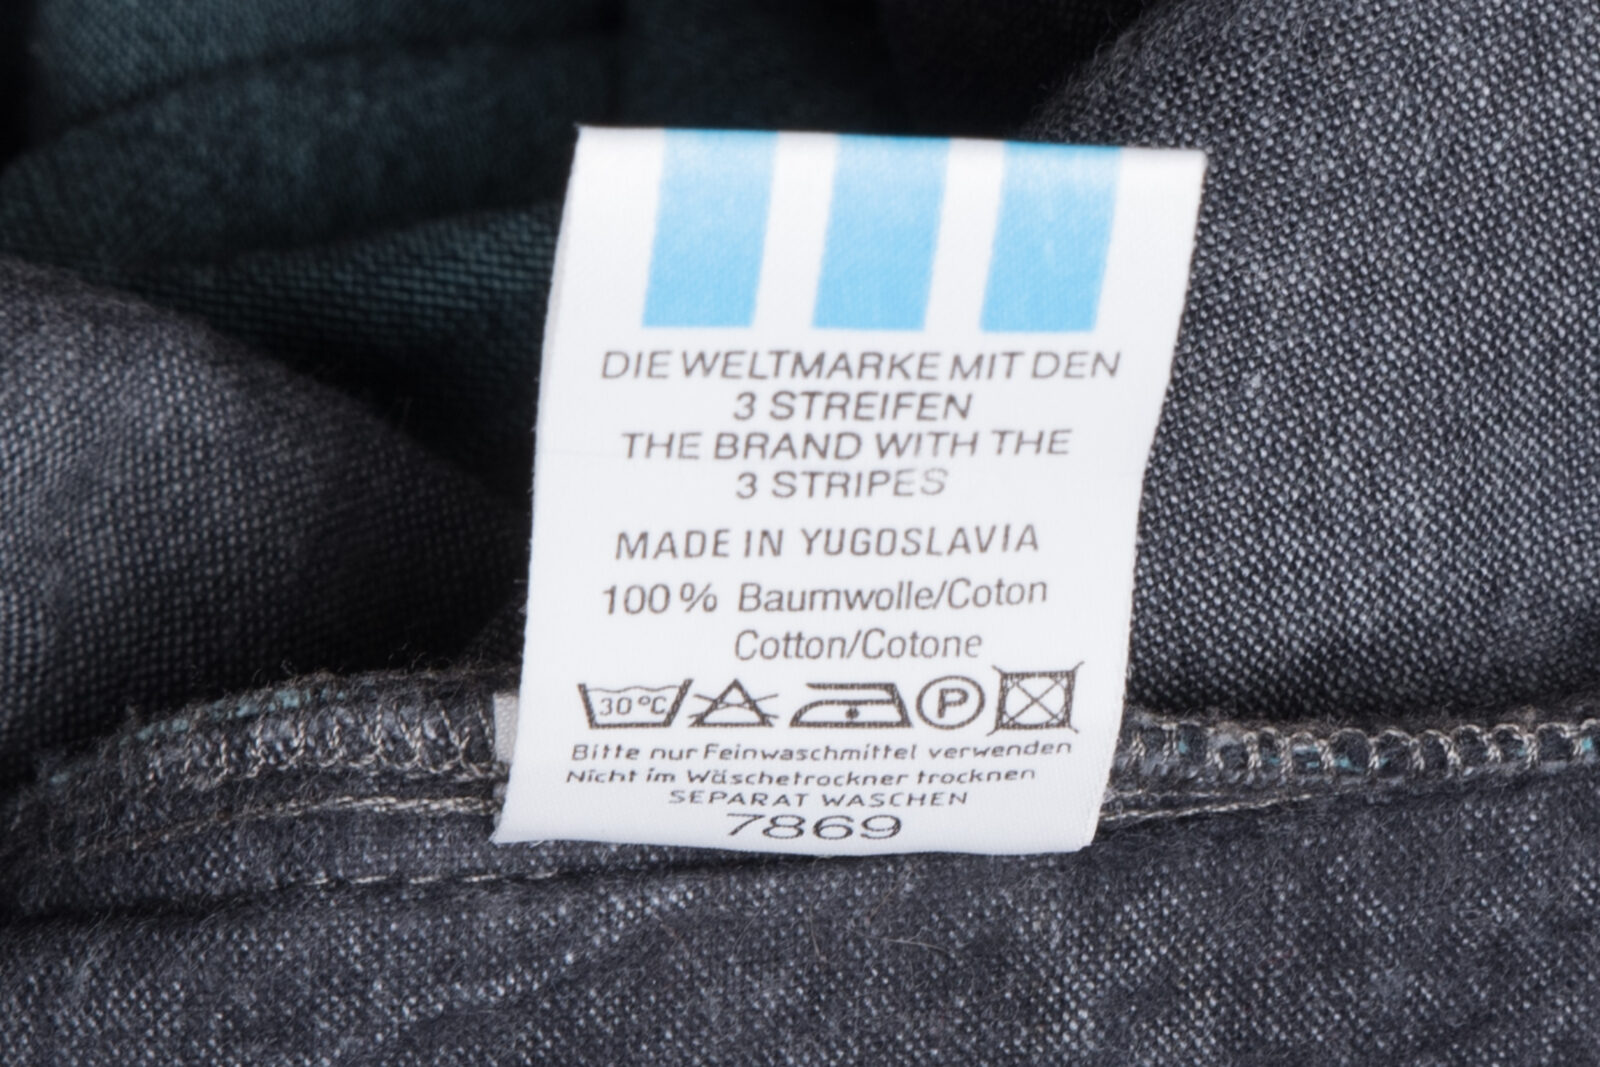 DIE WELTMARKE MIT DEN
3 STREIFEN
THE BRAND WITH THE
3 STRIPES
MADE IN YUGOSLAVIA
100% Baumwolle/Coton
Cotton/Cotone
30°C P
Bitte nur Feinwaschmittel verwenden
Nicht im Wäschetrockner trocknen
SEPARAT WASCHEN
7869